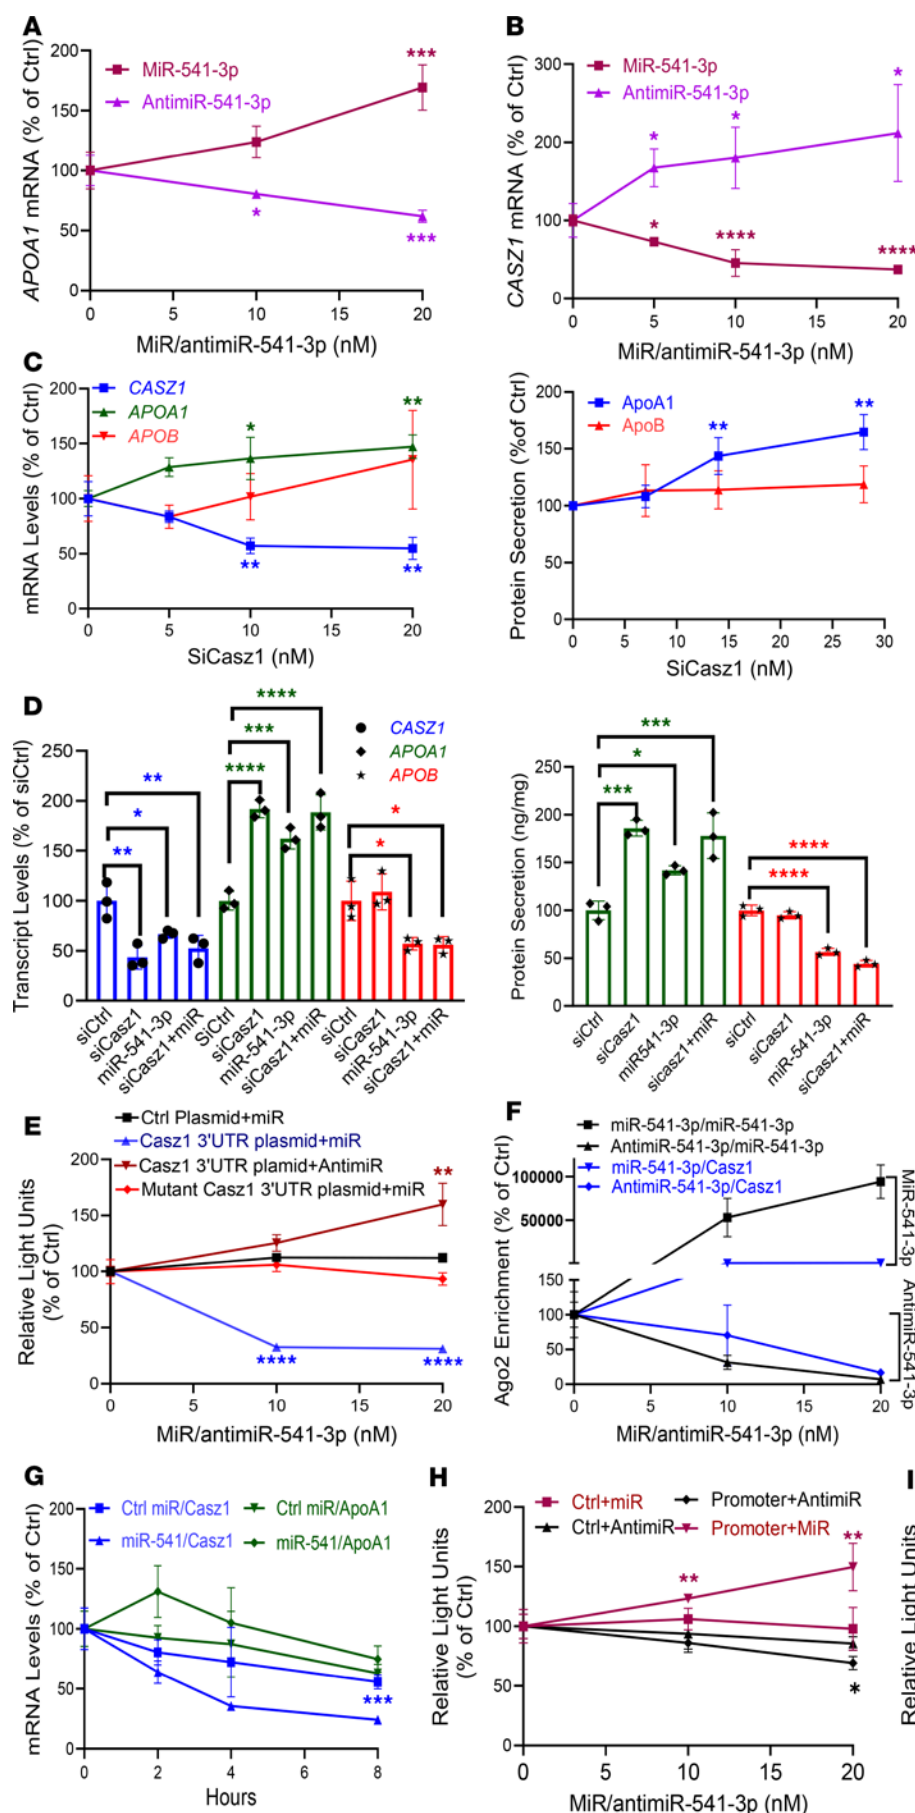 A
B
APOA1 mRNA (% of Ctrl)
200
150
100
50
0
MiR-541-3p
AntimiR-541-3p
***
*
***
0 5 10 15 20
MiR/antimiR-541-3p (nM)
CASZ1 mRNA (% of Ctrl)
300
200
100
0
MiR-541-3p
AntimiR-541-3p
*
*
*
*
****
****
0 5 10 15 20
MiR/antimiR-541-3p (nM)
C
mRNA Levels (% of Ctrl)
200
150
100
50
0
CASZ1
APOA1
APOB
*
**
**
**
0 5 10 15 20
SiCasz1 (nM)
Protein Secretion (%of Ctrl)
200
150
100
50
0
ApoA1
ApoB
**
**
0 5 10 15 20 25 30
SiCasz1 (nM)
D
Transcript Levels (% of siCtrl)
250
200
150
100
50
0
CASZ1
APOA1
APOB
**
*
**
****
***
****
*
*
siCtrl
siCasz1
miR-541-3p
siCasz1+miR
SiCtrl
siCasz1
miR-541-3p
siCasz1+miR
siCtrl
siCasz1
miR-541-3p
siCasz1+miR
Protein Secretion (ng/mg)
250
200
150
100
50
0
***
*
***
****
****
siCtrl
siCasz1
miR541-3p
sicasz1+miR
siCtrl
siCasz1
miR-541-3p
siCasz1+miR
E
Relative Light Units
(% of Ctrl)
200
150
100
50
0
Ctrl Plasmid+miR
Casz1 3'UTR plasmid+miR
Casz1 3'UTR plamid+AntimiR
Mutant Casz1 3'UTR plasmid+miR
**
****
****
0 5 10 15 20
MiR/antimiR-541-3p (nM)
F
Ago2 Enrichment (% of Ctrl)
100000
50000
150
100
50
0
miR-541-3p/miR-541-3p
AntimiR-541-3p/miR-541-3p
miR-541-3p/Casz1
AntimiR-541-3p/Casz1
MiR-541-3p
AntimiR-541-3p
0 5 10 15 20
MiR/antimiR-541-3p (nM)
G
mRNA Levels (% of Ctrl)
200
150
100
50
0
Ctrl miR/Casz1
miR-541/Casz1
Ctrl miR/ApoA1
miR-541/ApoA1
***
0 2 4 6 8
Hours
H
Relative Light Units
(% of Ctrl)
200
150
100
50
0
Ctrl+miR
Ctrl+AntimiR
Promoter+AntimiR
Promoter+MiR
**
**
*
0 5 10 15 20
MiR/antimiR-541-3p (nM)
I
Relative Light Units